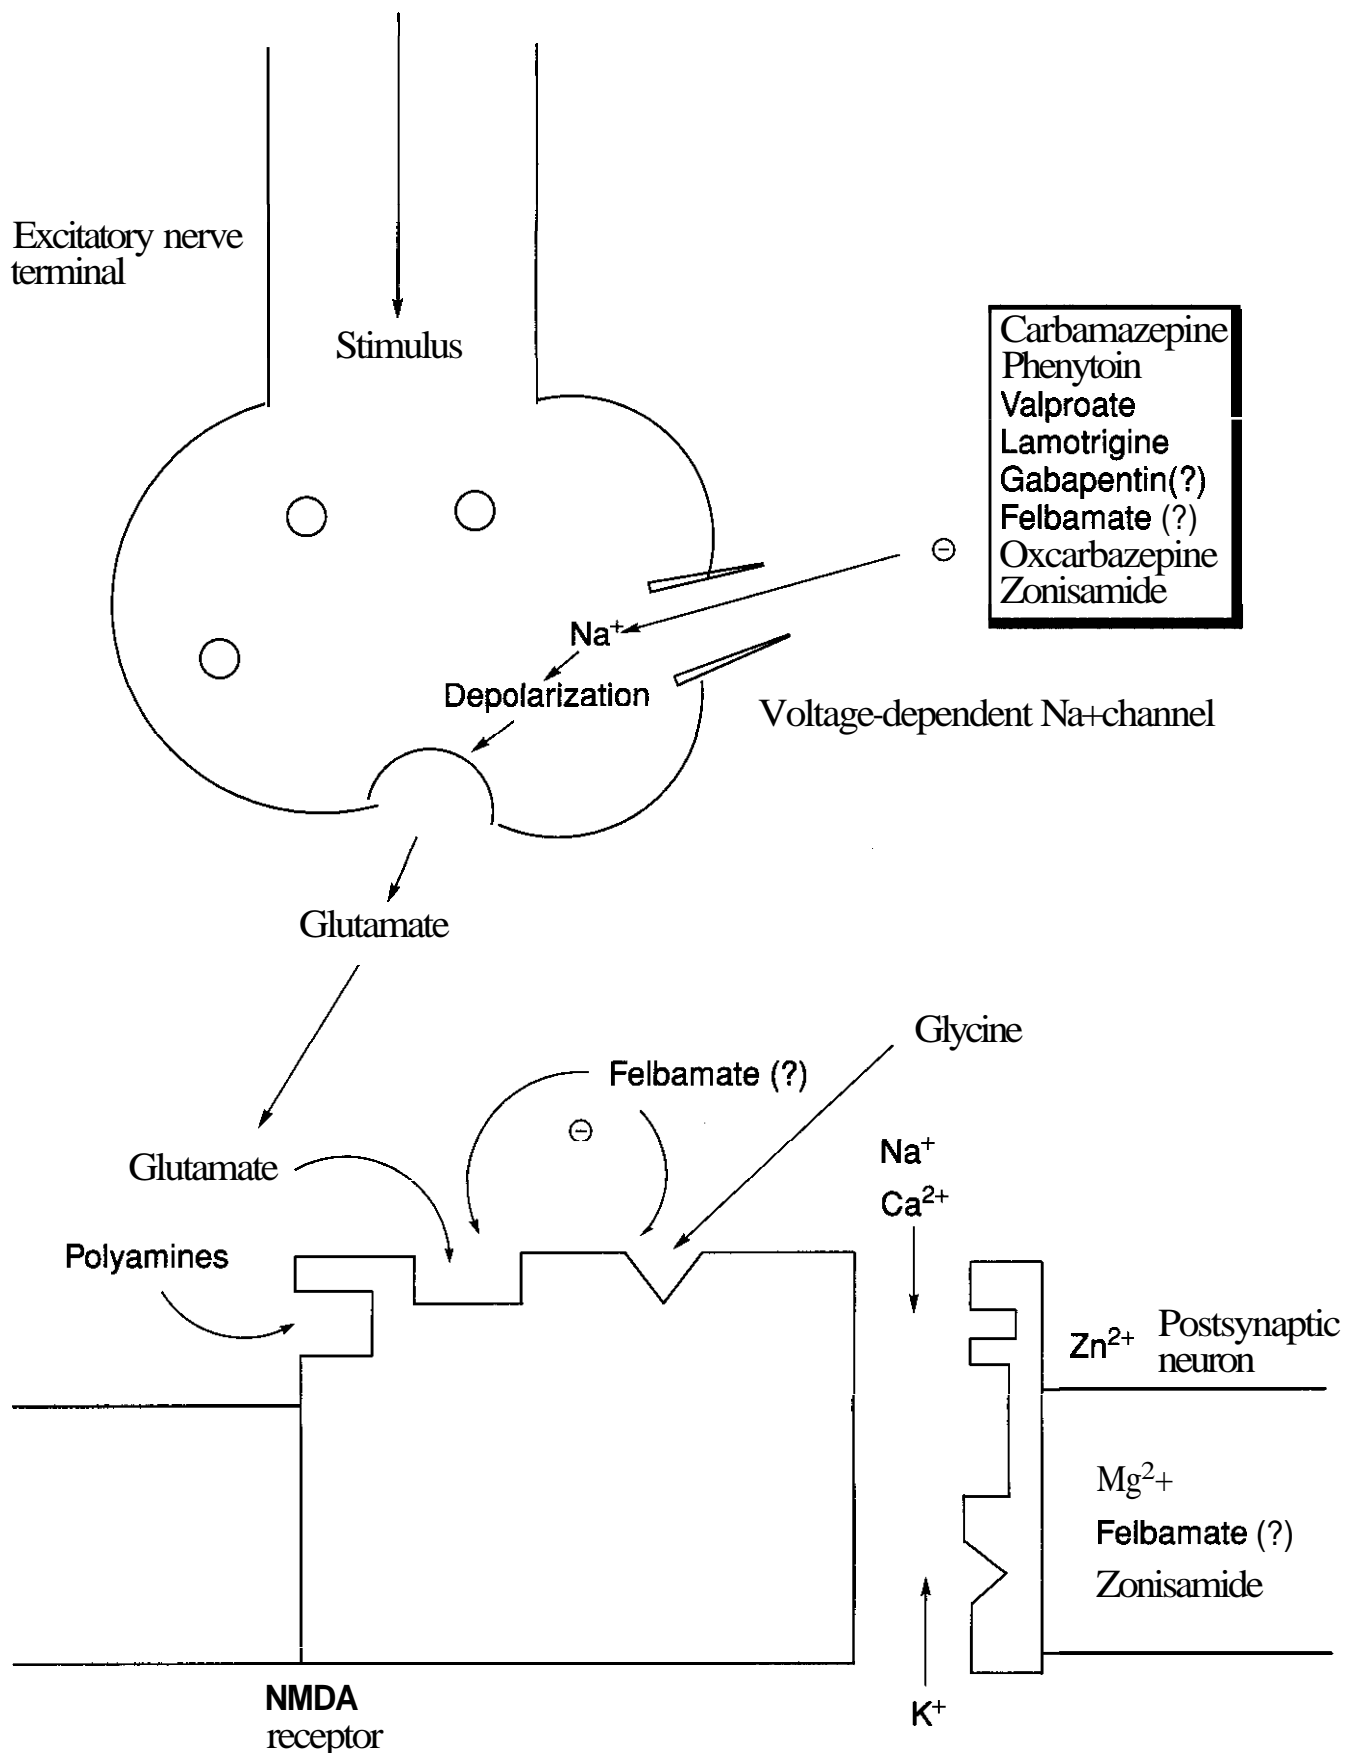 Excitatory nerve
terminal
Stimulus
Carbamazepine
Phenytoin
Valproate
Lamotrigine
Gabapentin(?)
Felbamate (?)
Oxcarbazepine
Zonisamide
⊖
Na⁺
Depolarization
Voltage-dependent Na+channel
Glutamate
Glycine
Felbamate (?)
⊖
Glutamate
Na⁺
Ca²⁺
Polyamines
Zn²⁺
Postsynaptic
neuron
Mg²+
Felbamate (?)
Zonisamide
NMDA
receptor
K⁺